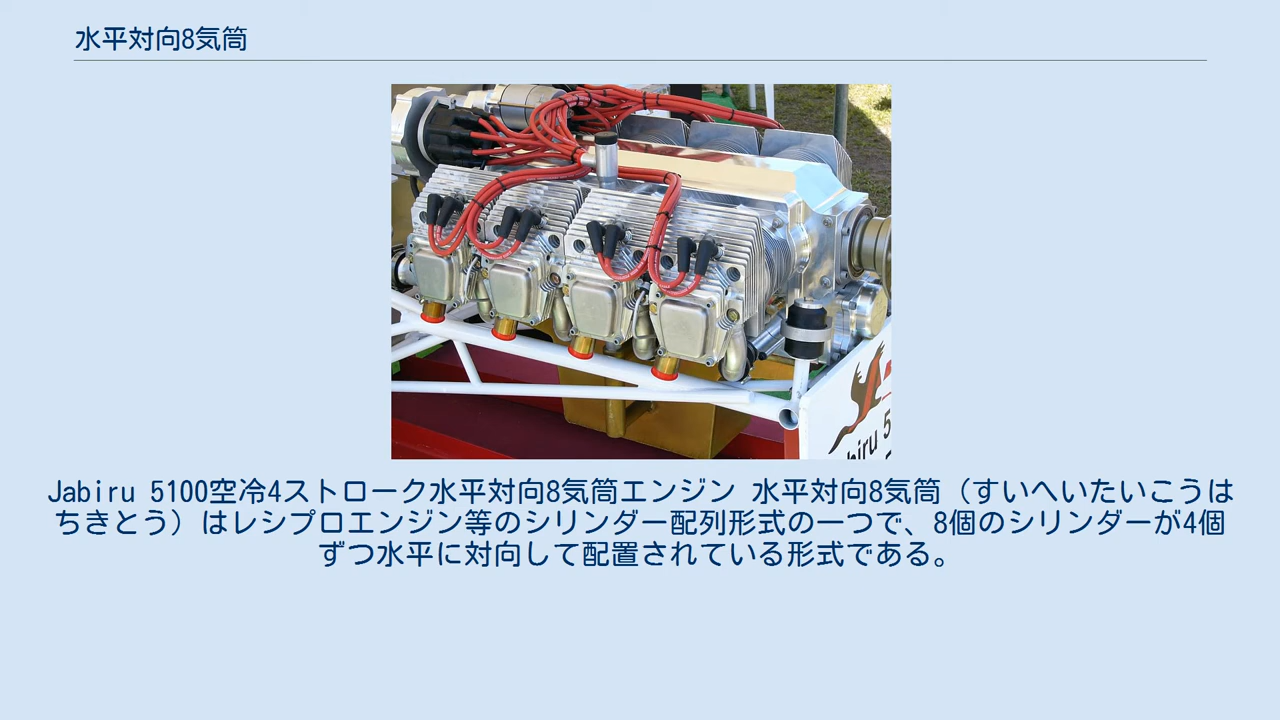 水平対向8気筒
biru 5
Jabiru 5100空冷4ストローク水平対向8気筒エンジン 水平対向8気筒（すいへいたいこうは
ちきとう）はレシプロエンジン等のシリンダー配列形式の一つで、8個のシリンダーが4個
ずつ水平に対向して配置されている形式である。